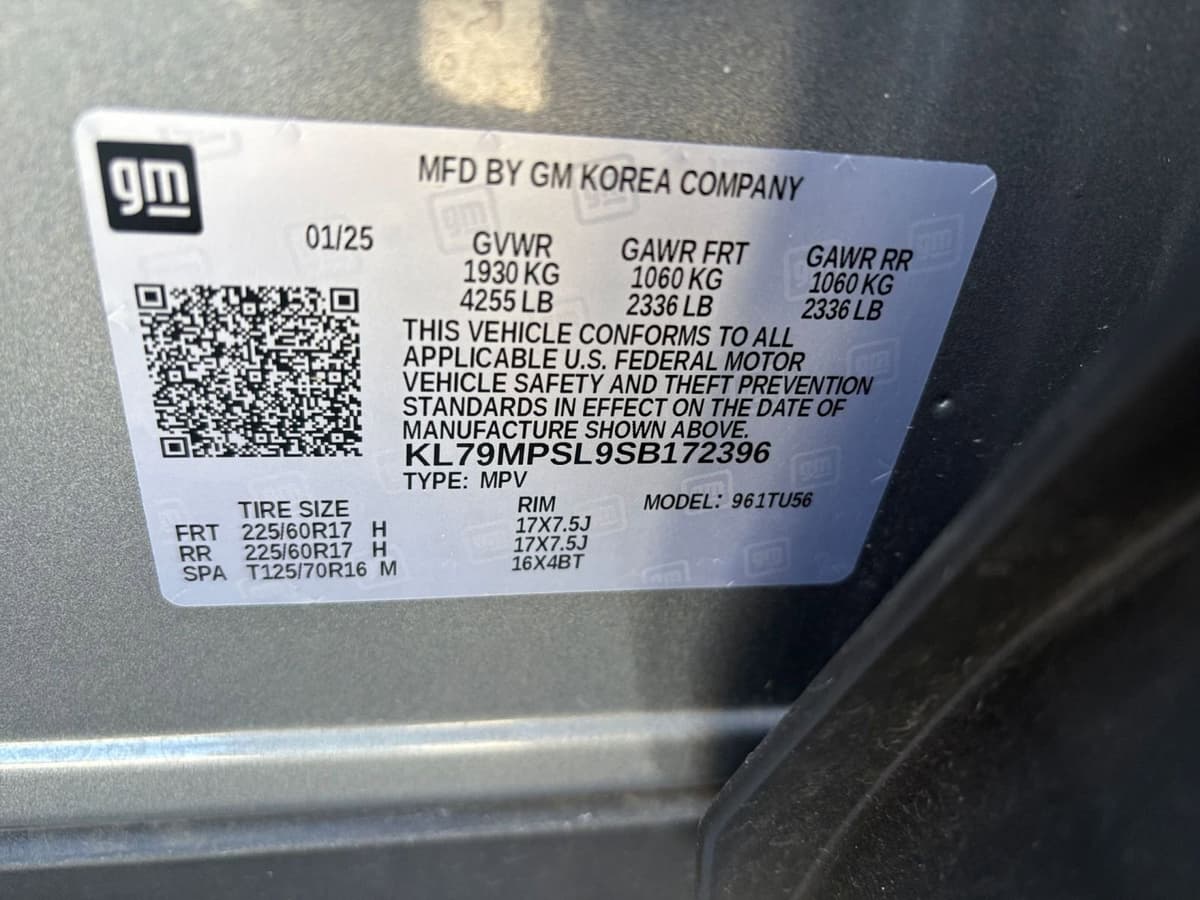 gm
MFD BY GM KOREA COMPANY
01/25
GVWR GAWR FRT GAWR RR
1930 KG 1060 KG 1060 KG
4255 LB 2336 LB 2336 LB
THIS VEHICLE CONFORMS TO ALL
APPLICABLE U.S. FEDERAL MOTOR
VEHICLE SAFETY AND THEFT PREVENTION
STANDARDS IN EFFECT ON THE DATE OF
MANUFACTURE SHOWN ABOVE.
KL79MPSL9SB172396
TYPE: MPV
TIRE SIZE RIM MODEL: 961TU56
FRT 225/60R17 H 17X7.5J
RR 225/60R17 H 17X7.5J
SPA T125/70R16 M 16X4BT